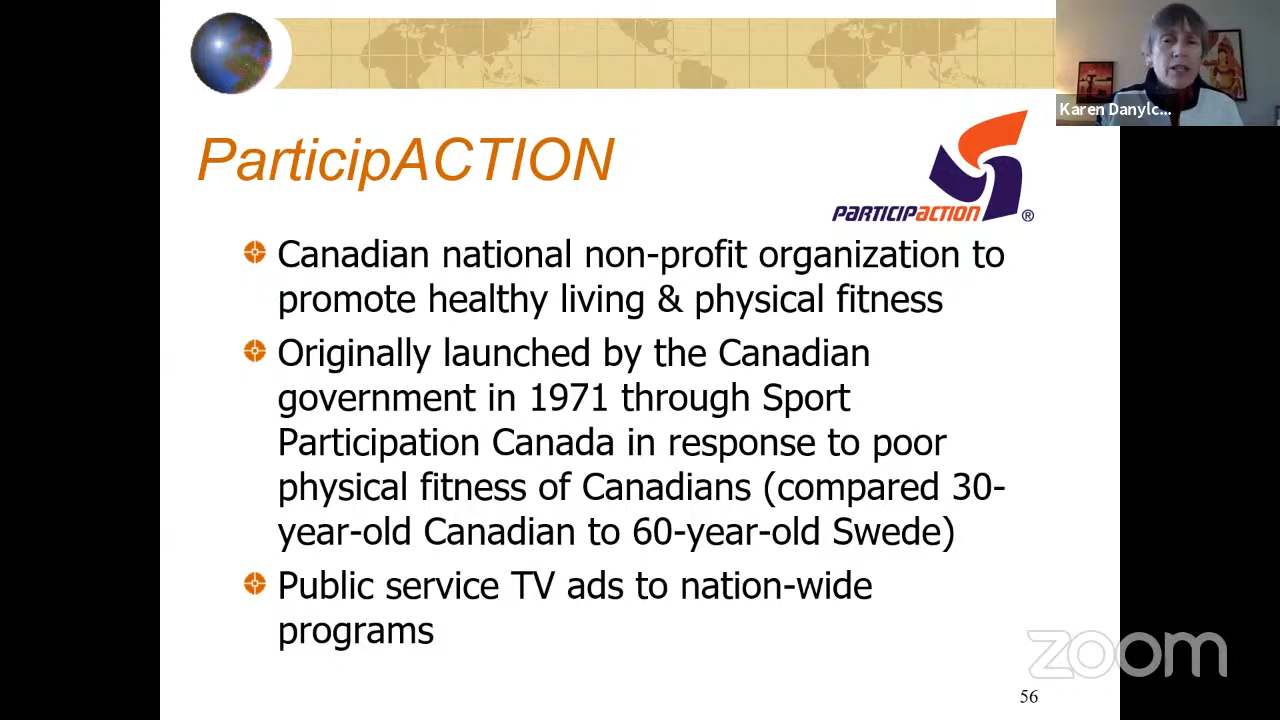 Karen Danylc...
ParticipACTION
PARTICIPACTION ®
Canadian national non-profit organization to
promote healthy living & physical fitness
Originally launched by the Canadian
government in 1971 through Sport
Participation Canada in response to poor
physical fitness of Canadians (compared 30-
year-old Canadian to 60-year-old Swede)
Public service TV ads to nation-wide
programs
zoom
56